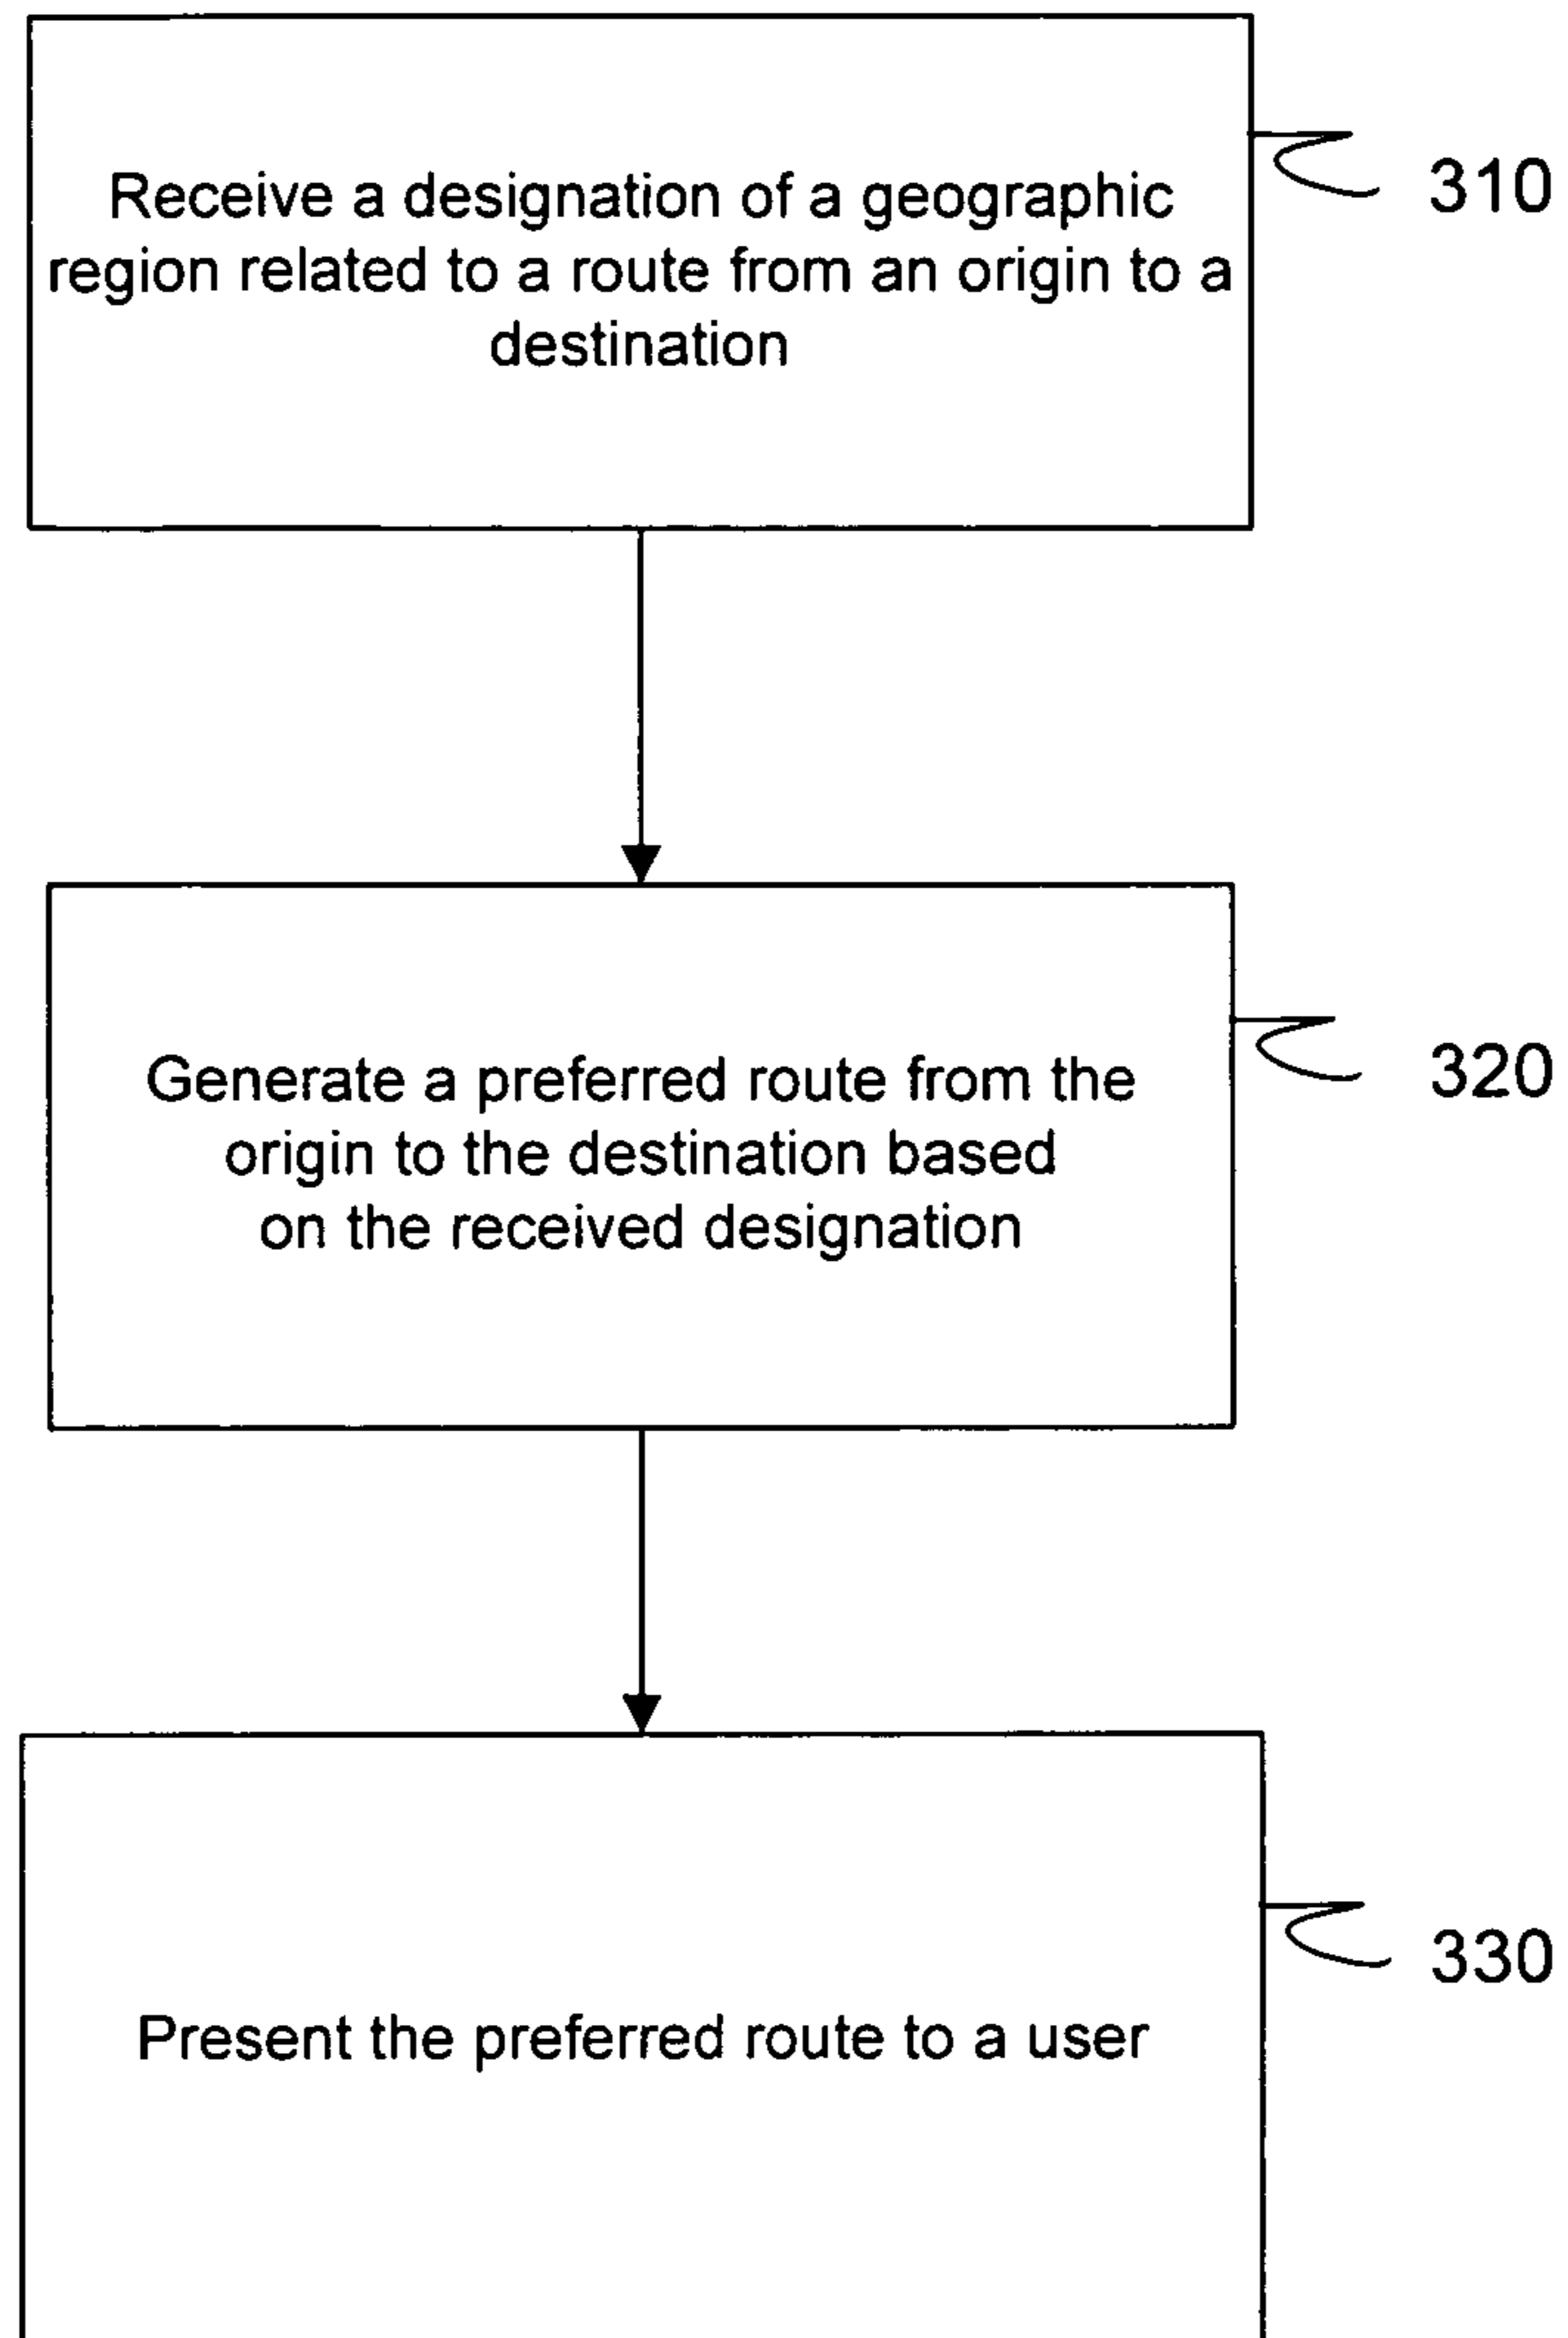 Receive a designation of a geographic
region related to a route from an origin to a
destination
310
Generate a preferred route from the
origin to the destination based
on the received designation
320
Present the preferred route to a user
330